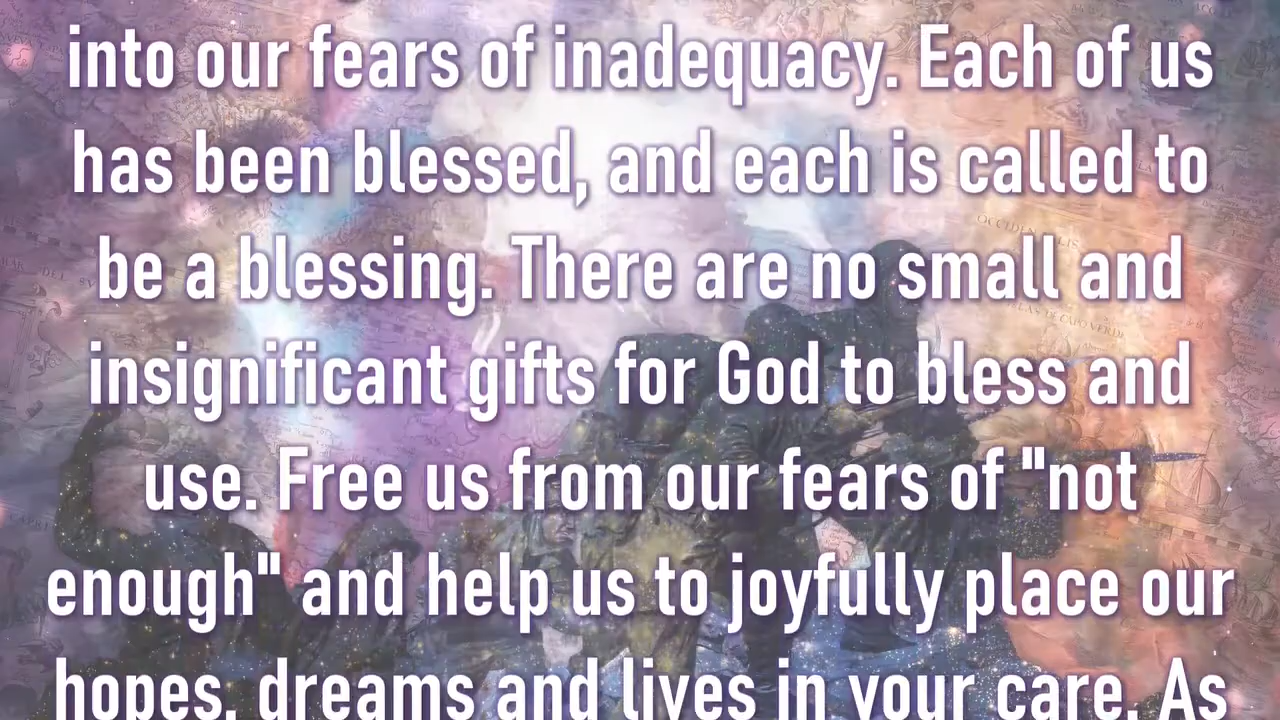 into our fears of inadequacy. Each of us
has been blessed, and each is called to
be a blessing. There are no small and
insignificant gifts for God to bless and
use. Free us from our fears of "not
enough" and help us to joyfully place our
hopes, dreams and lives in your care. As
OCCIDENTALIS